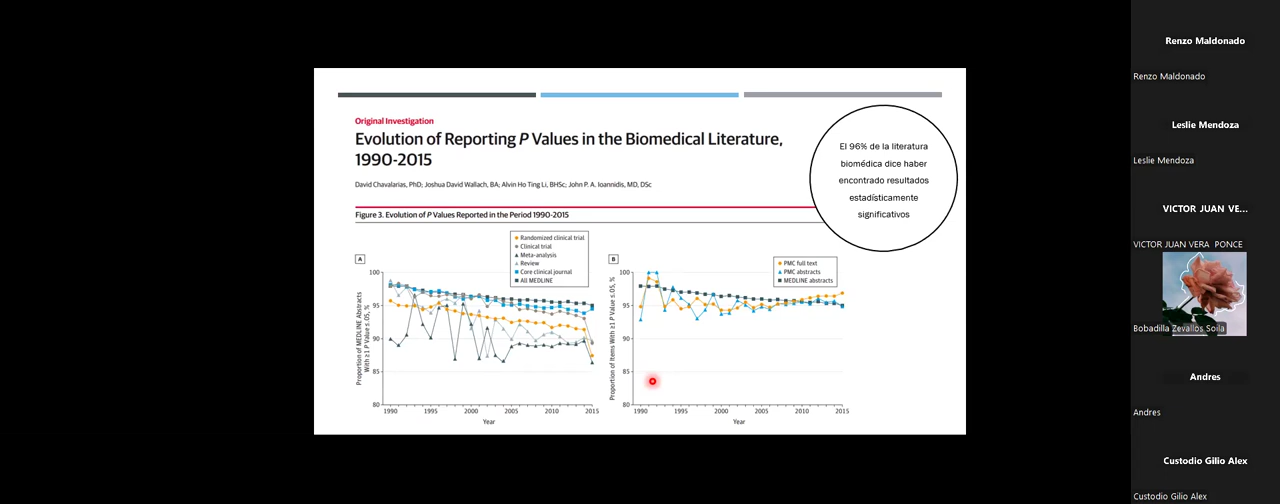 Original Investigation
Evolution of Reporting P Values in the Biomedical Literature,
1990-2015
David Chavalarias, PhD; Joshua David Wallach, BA; Alvin Ho Ting Li, BHSc; John P. A. Ioannidis, MD, DSc
El 96% de la literatura
biomédica dice haber
encontrado resultados
estadísticamente
significativos
Figure 3. Evolution of P Values Reported in the Period 1990-2015
A
Randomized clinical trial
Clinical trial
Meta-analysis
Review
Core clinical journal
All MEDLINE
Proportion of MEDLINE Abstracts
With ≥1 P Value ≤.05, %
100
95
90
85
80
1990
1995
2000
2005
2010
2015
Year
B
PMC full text
PMC abstracts
MEDLINE abstracts
Proportion of Items With ≥1 P Value ≤.05, %
100
95
90
85
80
1990
1995
2000
2005
2010
2015
Year
Renzo Maldonado
Renzo Maldonado
Leslie Mendoza
Leslie Mendoza
VICTOR JUAN VE...
VICTOR JUAN VERA PONCE
Bobadilla Zevallos Soila
Andres
Andres
Custodio Gilio Alex
Custodio Gilio Alex